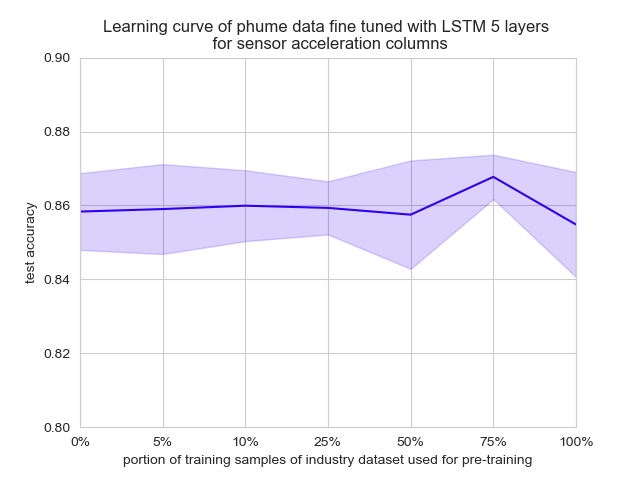 Learning curve of phume data fine tuned with LSTM 5 layers
for sensor acceleration columns
0.90
0.88
0.86
0.84
0.82
0.80
test accuracy
0% 5% 10% 25% 50% 75% 100%
portion of training samples of industry dataset used for pre-training